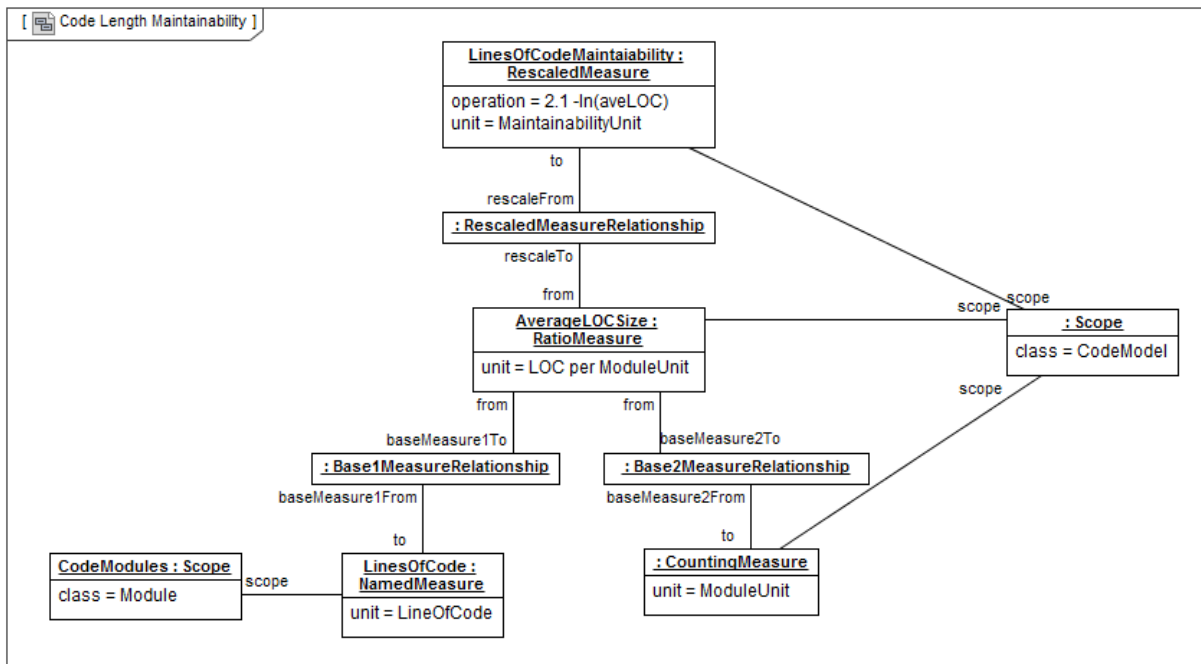 [ Code Length Maintainability ]
LinesOfCodeMaintaiability :
RescaledMeasure
operation = 2.1 -ln(aveLOC)
unit = MaintainabilityUnit
to
rescaleFrom
: RescaledMeasureRelationship
rescaleTo
from
AverageLOCSize :
RatioMeasure
unit = LOC per ModuleUnit
scope
scope
: Scope
class = CodeModel
scope
from
from
baseMeasure1To
baseMeasure2To
: Base1MeasureRelationship
: Base2MeasureRelationship
baseMeasure1From
baseMeasure2From
to
to
CodeModules : Scope
class = Module
scope
LinesOfCode :
NamedMeasure
unit = LineOfCode
: CountingMeasure
unit = ModuleUnit